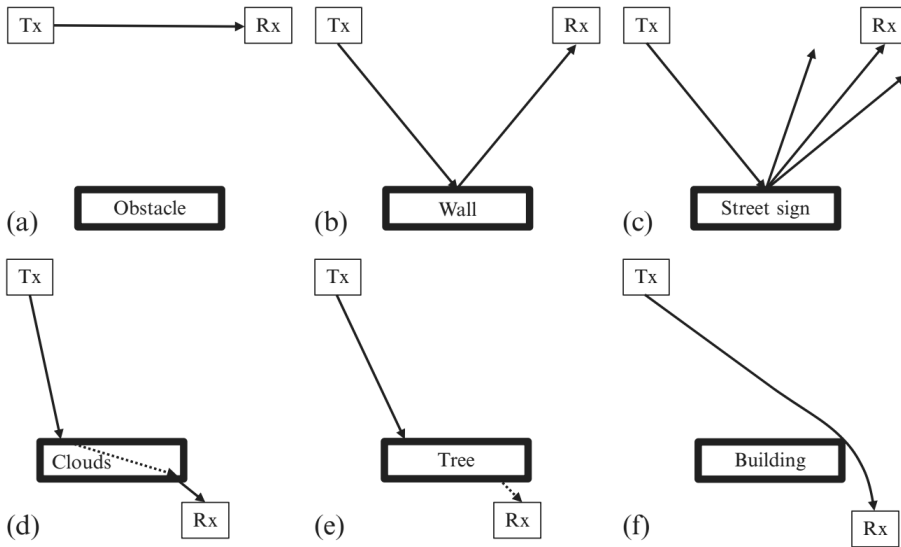 Tx
Rx
Obstacle
(a)
Tx
Rx
Wall
(b)
Tx
Rx
Street sign
(c)
Tx
Clouds
Rx
(d)
Tx
Tree
Rx
(e)
Tx
Building
Rx
(f)